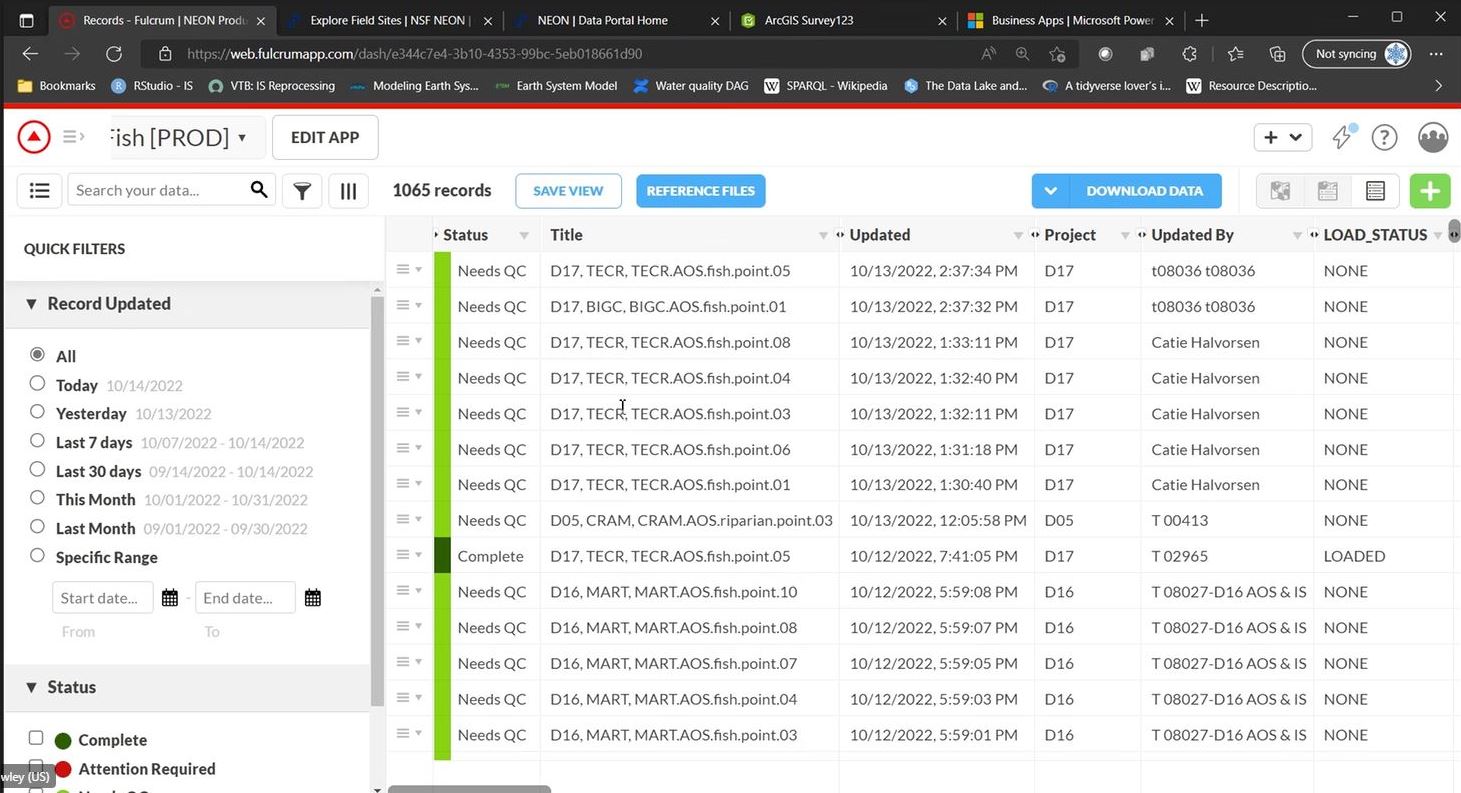 Records - Fulcrum | NEON Produ
Explore Field Sites | NSF NEON |
NEON | Data Portal Home
ArcGIS Survey123
Business Apps | Microsoft Power
https://web.fulcrumapp.com/dash/e344c7e4-3b10-4353-99bc-5eb018661d90
Not syncing
Bookmarks
RStudio - IS
VTB: IS Reprocessing
Modeling Earth Sys...
Earth System Model
Water quality DAG
SPARQL - Wikipedia
The Data Lake and...
A tidyverse lover's i...
Resource Descriptio...
Fish [PROD]
EDIT APP
Search your data...
1065 records
SAVE VIEW
REFERENCE FILES
DOWNLOAD DATA
QUICK FILTERS
Record Updated
All
Today 10/14/2022
Yesterday 10/13/2022
Last 7 days 10/07/2022 - 10/14/2022
Last 30 days 09/14/2022 - 10/14/2022
This Month 10/01/2022 - 10/31/2022
Last Month 09/01/2022 - 09/30/2022
Specific Range
Start date... - End date...
From To
Status
Complete
Attention Required
wley (US)
Status Title Updated Project Updated By LOAD_STATUS
Needs QC D17, TECR, TECR.AOS.fish.point.05 10/13/2022, 2:37:34 PM D17 t08036 t08036 NONE
Needs QC D17, BIGC, BIGC.AOS.fish.point.01 10/13/2022, 2:37:32 PM D17 t08036 t08036 NONE
Needs QC D17, TECR, TECR.AOS.fish.point.08 10/13/2022, 1:33:11 PM D17 Catie Halvorsen NONE
Needs QC D17, TECR, TECR.AOS.fish.point.04 10/13/2022, 1:32:40 PM D17 Catie Halvorsen NONE
Needs QC D17, TECR, TECR.AOS.fish.point.03 10/13/2022, 1:32:11 PM D17 Catie Halvorsen NONE
Needs QC D17, TECR, TECR.AOS.fish.point.06 10/13/2022, 1:31:18 PM D17 Catie Halvorsen NONE
Needs QC D17, TECR, TECR.AOS.fish.point.01 10/13/2022, 1:30:40 PM D17 Catie Halvorsen NONE
Needs QC D05, CRAM, CRAM.AOS.riparian.point.03 10/13/2022, 12:05:58 PM D05 T 00413 NONE
Complete D17, TECR, TECR.AOS.fish.point.05 10/12/2022, 7:41:05 PM D17 T 02965 LOADED
Needs QC D16, MART, MART.AOS.fish.point.10 10/12/2022, 5:59:08 PM D16 T 08027-D16 AOS & IS NONE
Needs QC D16, MART, MART.AOS.fish.point.08 10/12/2022, 5:59:07 PM D16 T 08027-D16 AOS & IS NONE
Needs QC D16, MART, MART.AOS.fish.point.07 10/12/2022, 5:59:05 PM D16 T 08027-D16 AOS & IS NONE
Needs QC D16, MART, MART.AOS.fish.point.04 10/12/2022, 5:59:03 PM D16 T 08027-D16 AOS & IS NONE
Needs QC D16, MART, MART.AOS.fish.point.03 10/12/2022, 5:59:01 PM D16 T 08027-D16 AOS & IS NONE